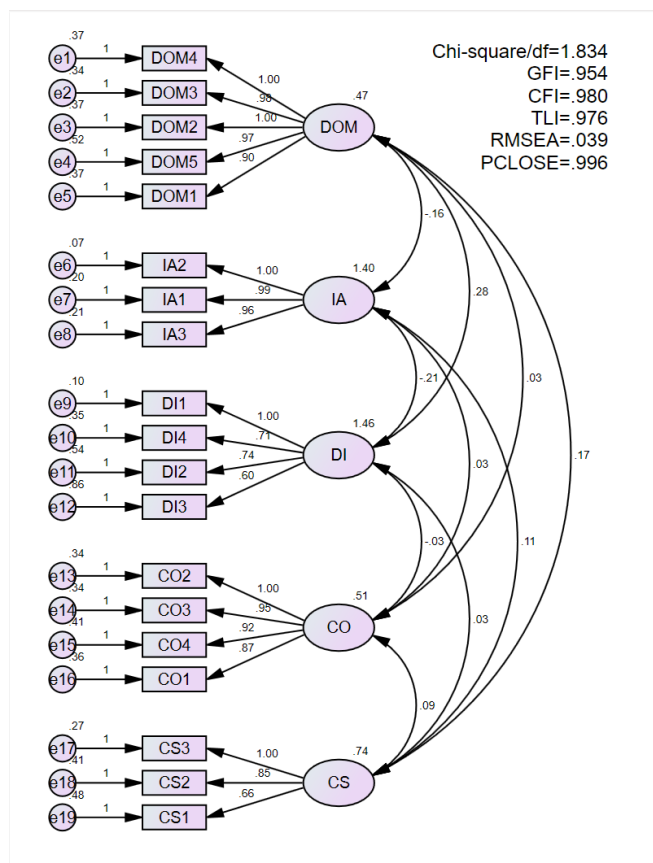 Chi-square/df=1.834
GFI=.954
CFI=.980
TLI=.976
RMSEA=.039
PCLOSE=.996
.37
e1 1 DOM4
.34
e2 1 DOM3
.37
e3 1 DOM2
.52
e4 1 DOM5
.37
e5 1 DOM1
1.00
.98
1.00
.97
.90
.47
DOM
-.16
.07
e6 1 IA2
.20
e7 1 IA1
.21
e8 1 IA3
1.00
.99
.96
1.40
IA
.28
-.21
.03
.10
e9 1 DI1
.35
e10 1 DI4
.54
e11 1 DI2
.86
e12 1 DI3
1.00
.71
.74
.60
1.46
DI
.03
.17
-.03
.11
.34
e13 1 CO2
.34
e14 1 CO3
.41
e15 1 CO4
.36
e16 1 CO1
1.00
.95
.92
.87
.51
CO
.03
.09
.27
e17 1 CS3
.41
e18 1 CS2
.48
e19 1 CS1
1.00
.85
.66
.74
CS